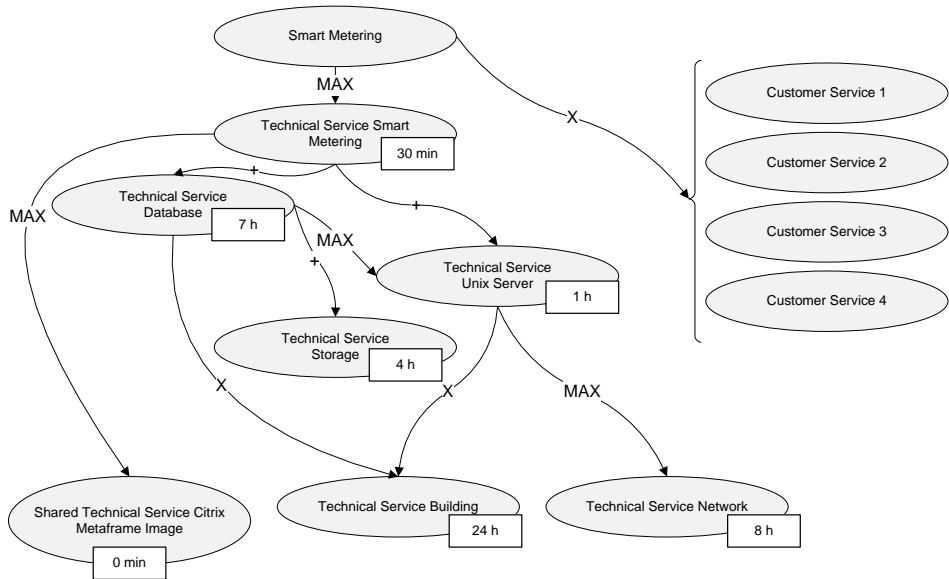 Smart Metering
MAX
Customer Service 1
X
Technical Service Smart
Metering
30 min
Customer Service 2
+
Technical Service
Database
7 h
+
MAX
MAX
Customer Service 3
+
Technical Service
Unix Server
1 h
Customer Service 4
Technical Service
Storage
4 h
X
X
MAX
Shared Technical Service Citrix
Metaframe Image
0 min
Technical Service Building
24 h
Technical Service Network
8 h